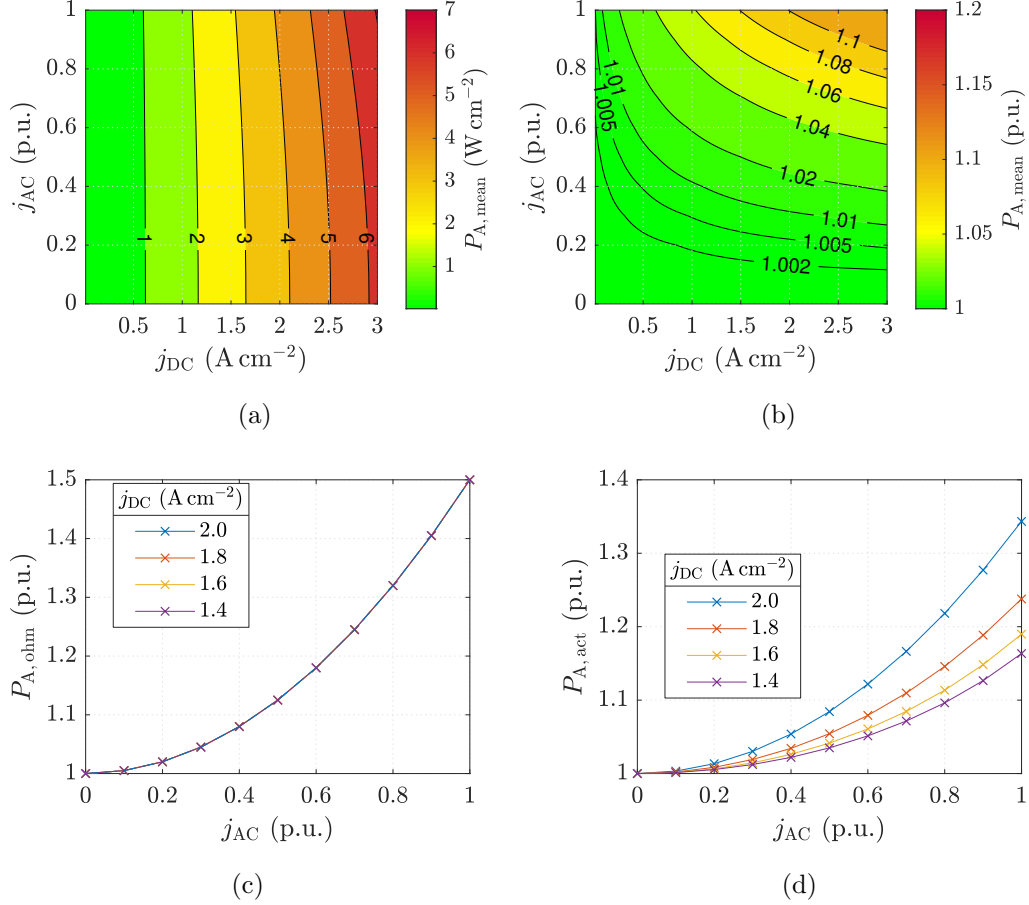 1
0.8
0.6
0.4
0.2
0
j_AC (p.u.)
1 2 3 4 5 6
0.5 1 1.5 2 2.5 3
j_DC (A cm⁻²)
7
6
5
4
3
2
1
P_A,mean (W cm⁻²)
(a)
1
0.8
0.6
0.4
0.2
0
j_AC (p.u.)
1.1
1.08
1.06
1.04
1.02
1.01
1.005
1.002
1.01
1.005
0.5 1 1.5 2 2.5 3
j_DC (A cm⁻²)
1.2
1.15
1.1
1.05
1
P_A,mean (p.u.)
(b)
1.5
1.4
1.3
1.2
1.1
1
P_A,ohm (p.u.)
j_DC (A cm⁻²)
2.0
1.8
1.6
1.4
0 0.2 0.4 0.6 0.8 1
j_AC (p.u.)
(c)
1.4
1.3
1.2
1.1
1
P_A,act (p.u.)
j_DC (A cm⁻²)
2.0
1.8
1.6
1.4
0 0.2 0.4 0.6 0.8 1
j_AC (p.u.)
(d)